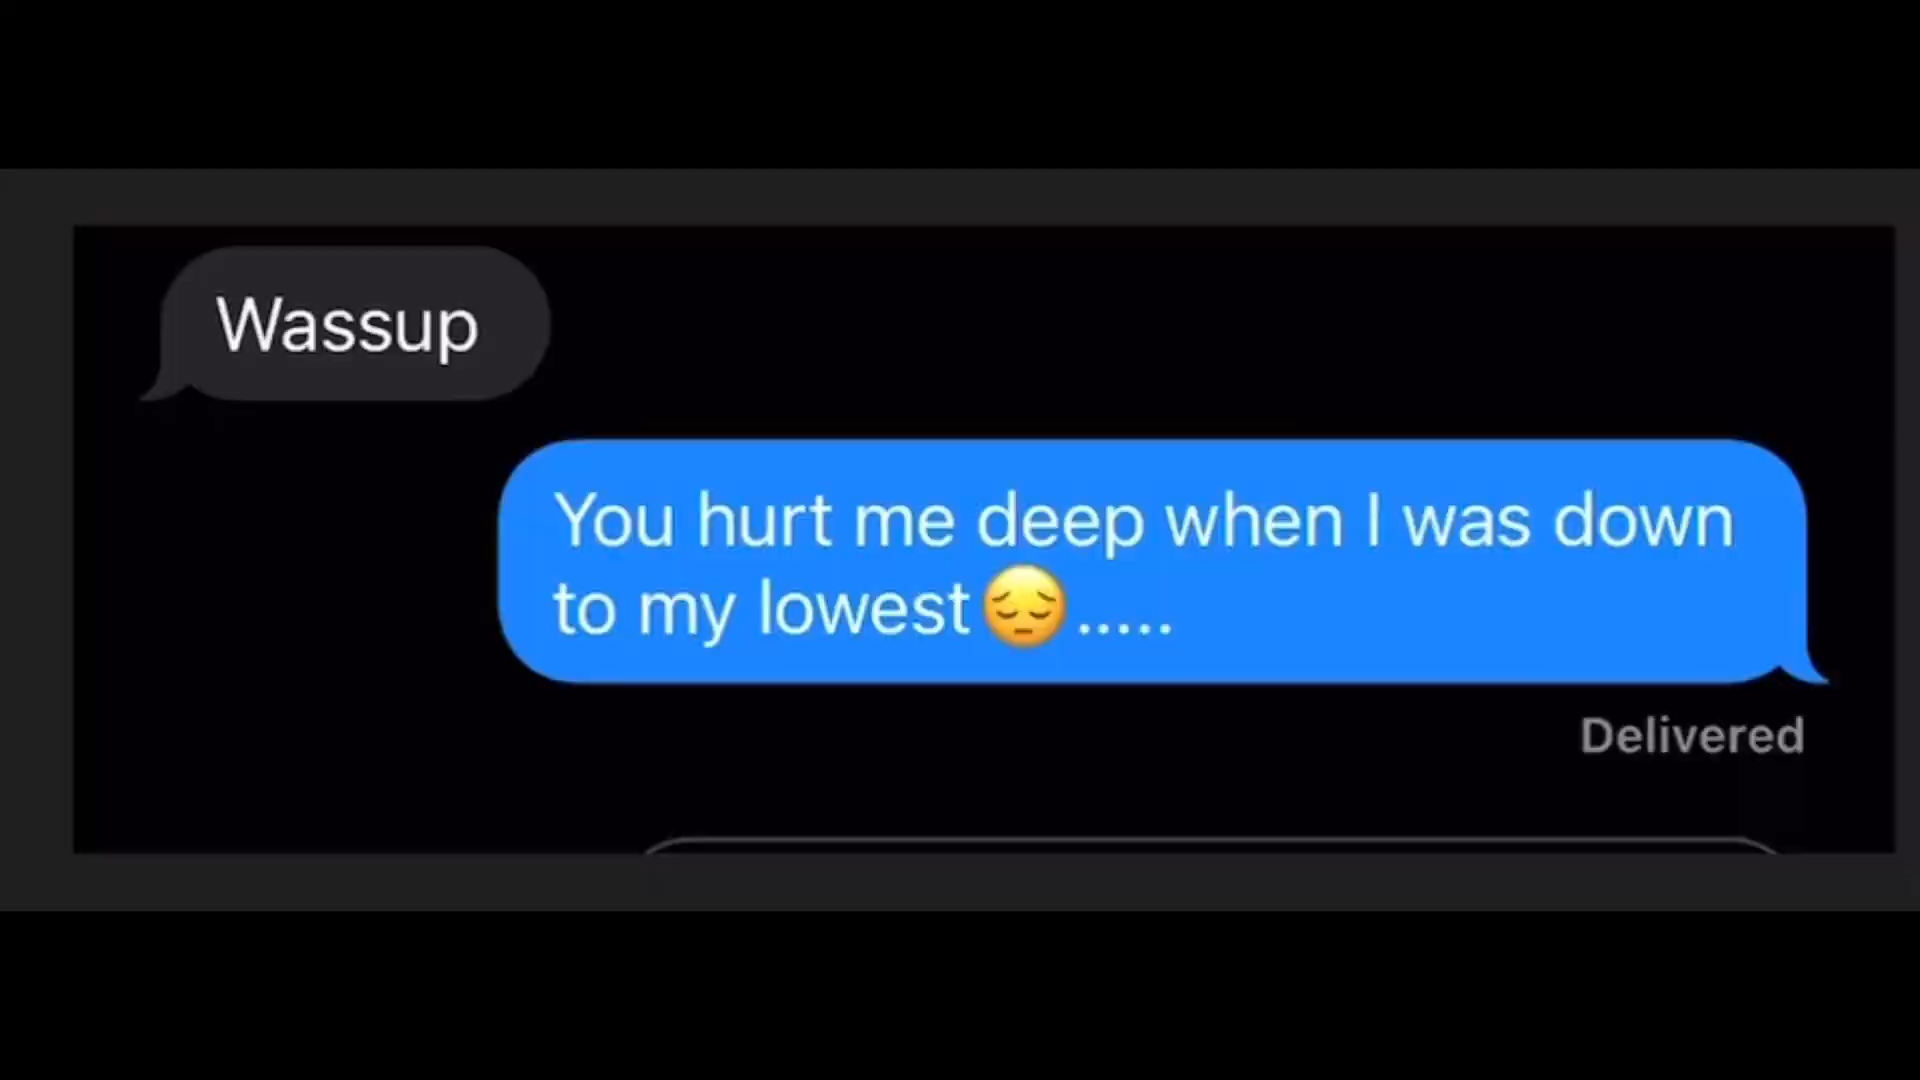 Wassup
You hurt me deep when I was down
to my lowest😔.....
Delivered